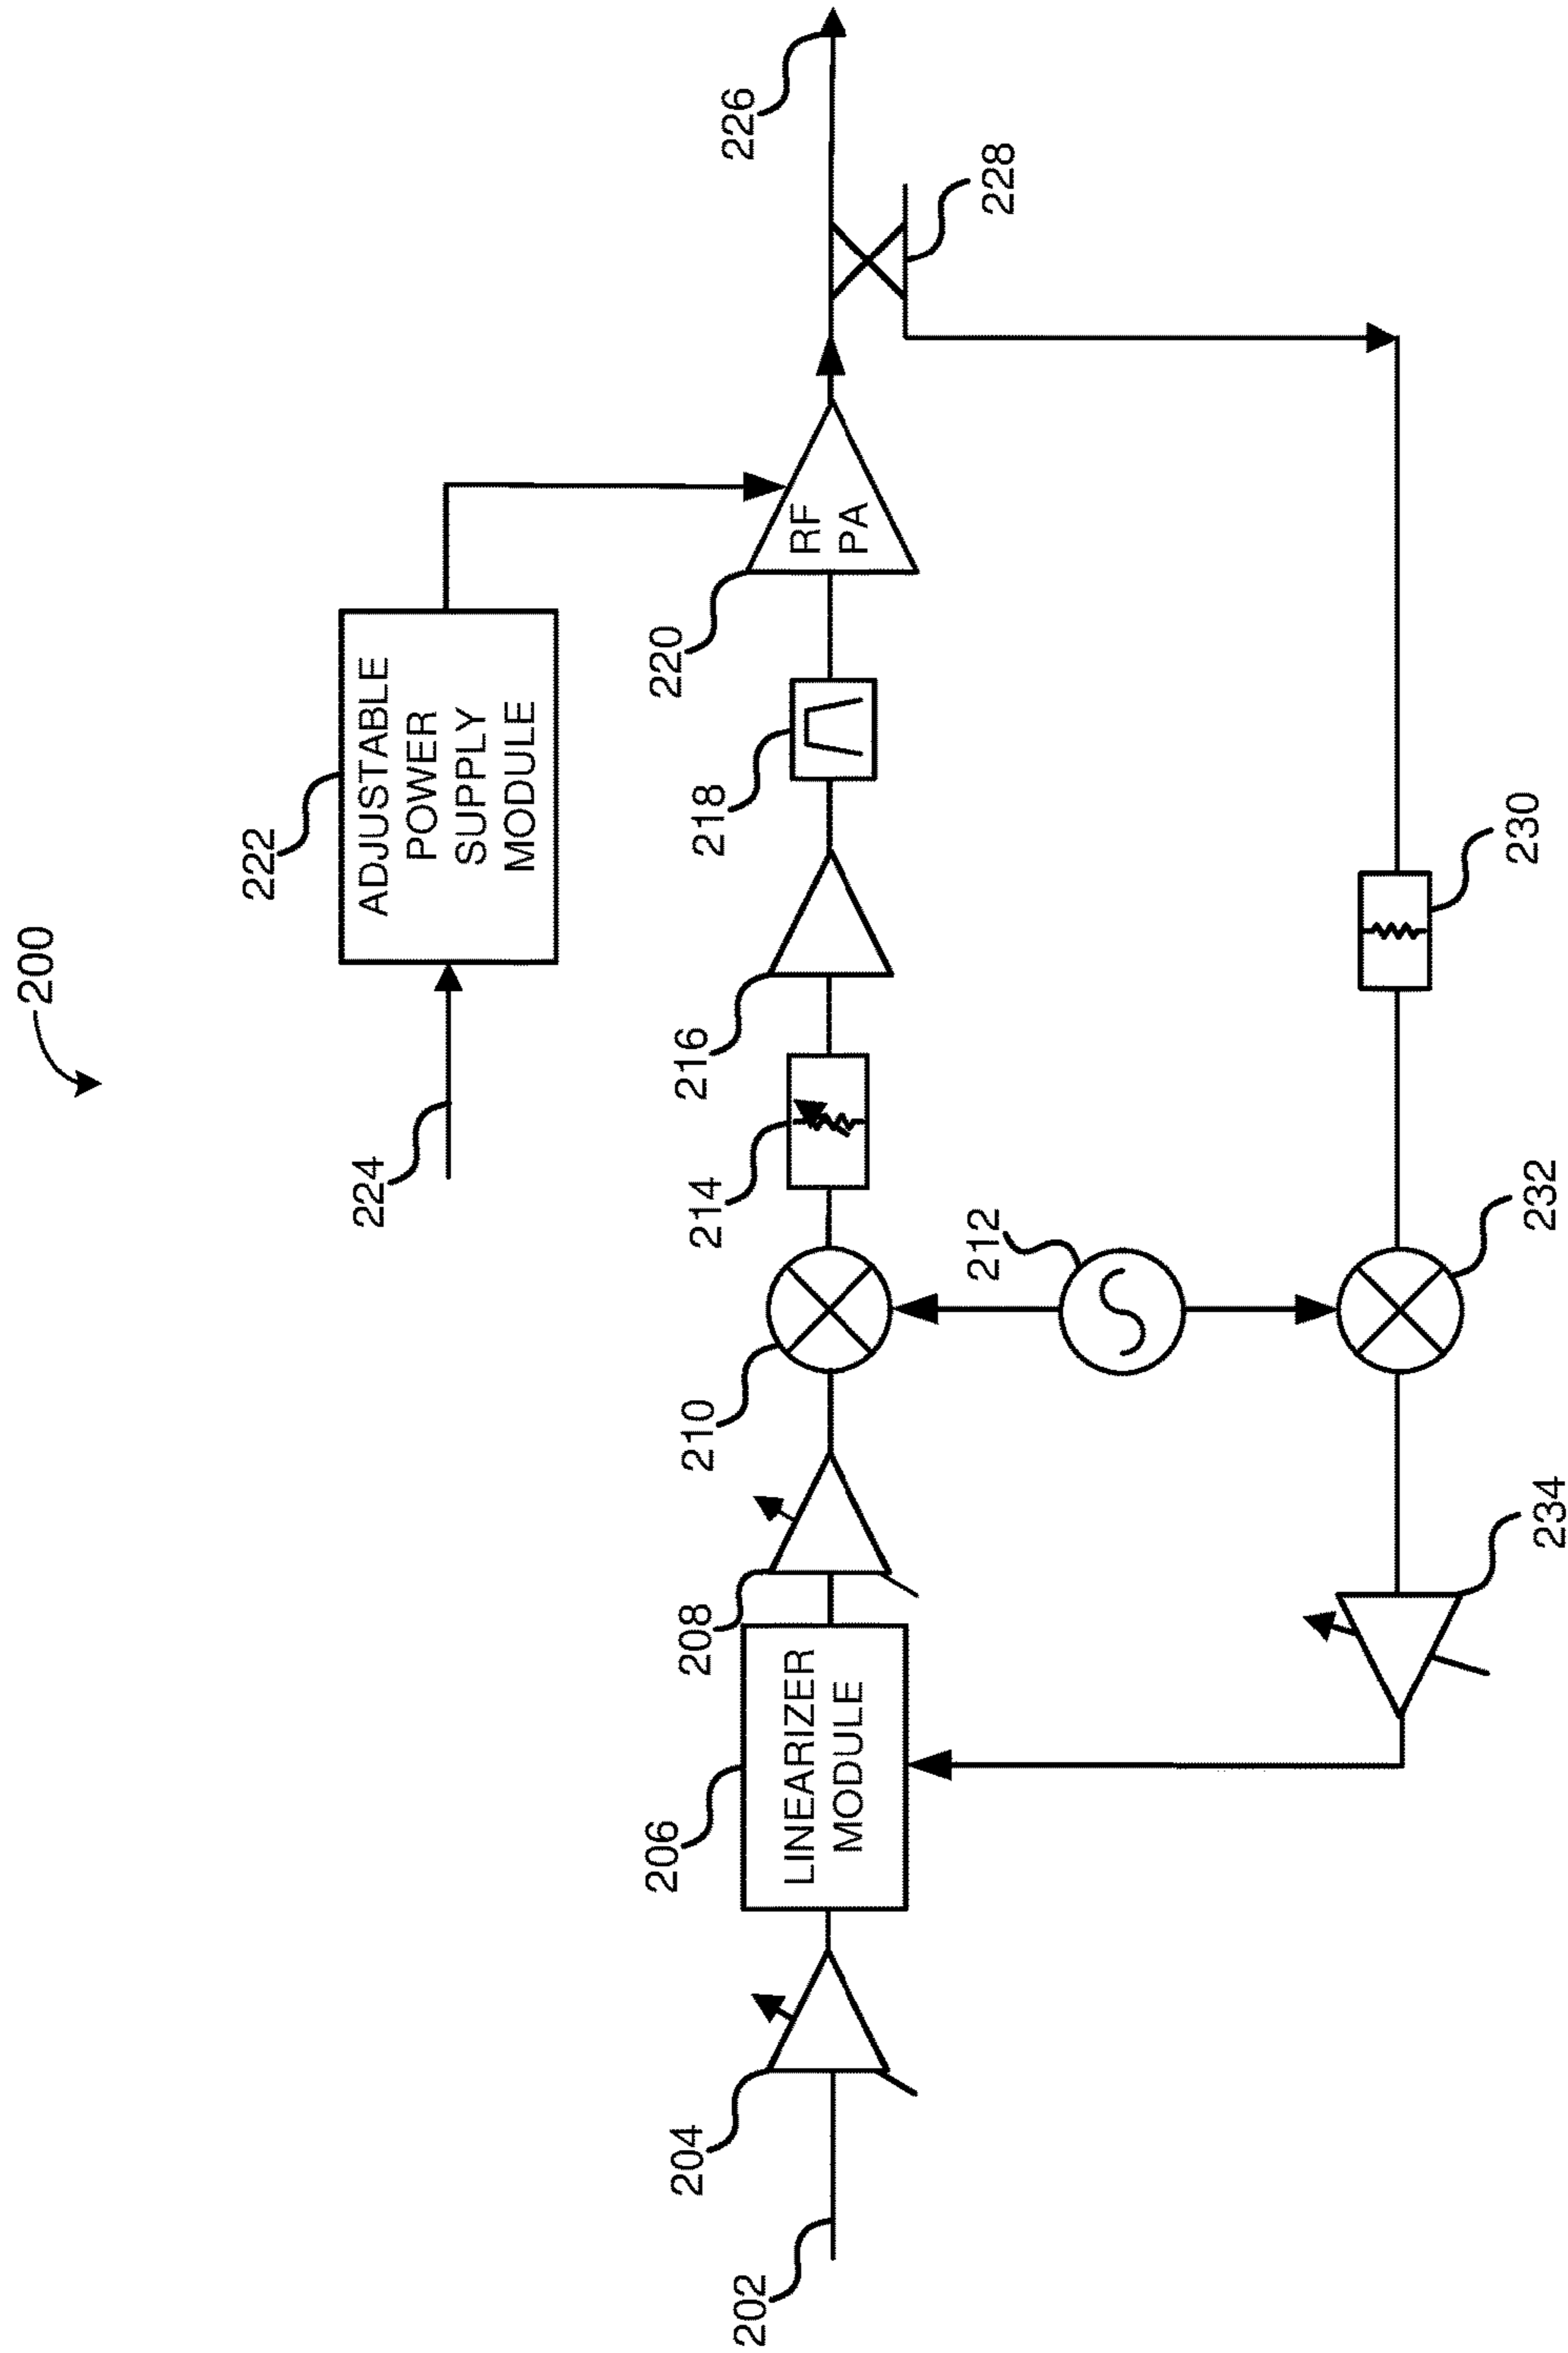 200
222
ADJUSTABLE
POWER
SUPPLY
MODULE
224
202
204
206
LINEARIZER
MODULE
208
210
212
214
216
218
220
RF
PA
226
228
230
232
234